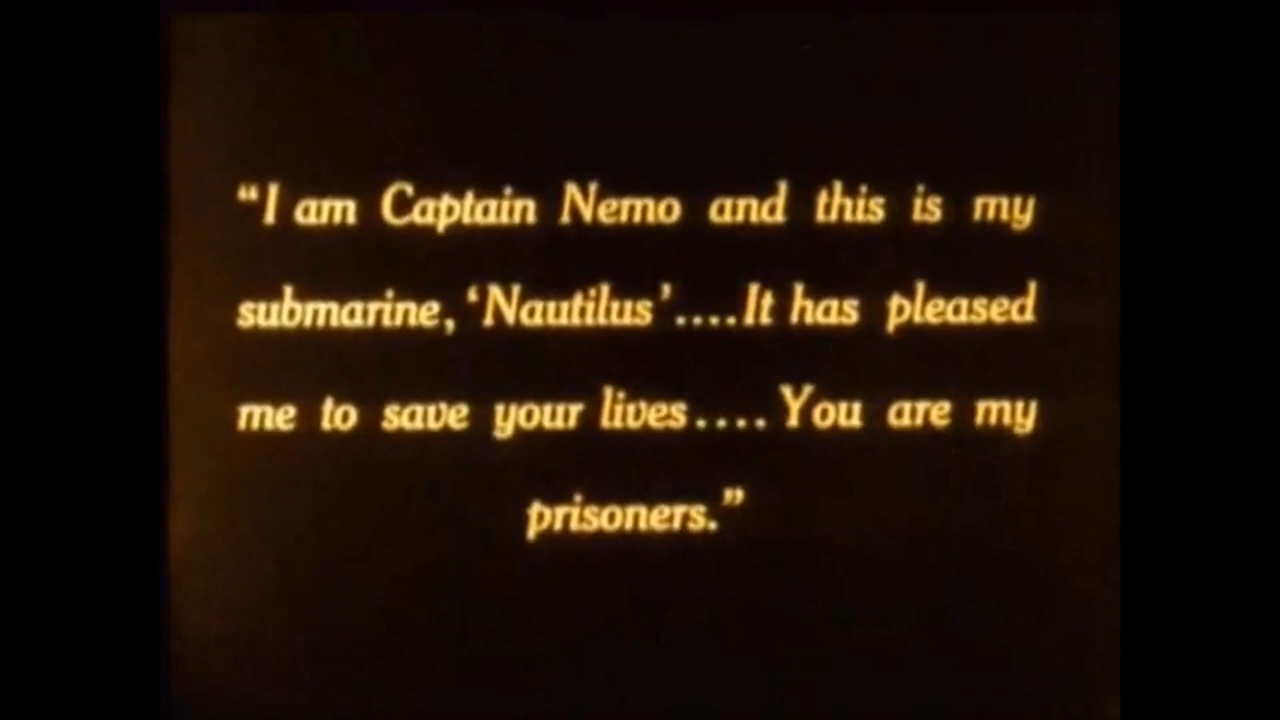 “I am Captain Nemo and this is my
submarine, ‘Nautilus’....It has pleased
me to save your lives.... You are my
prisoners.”